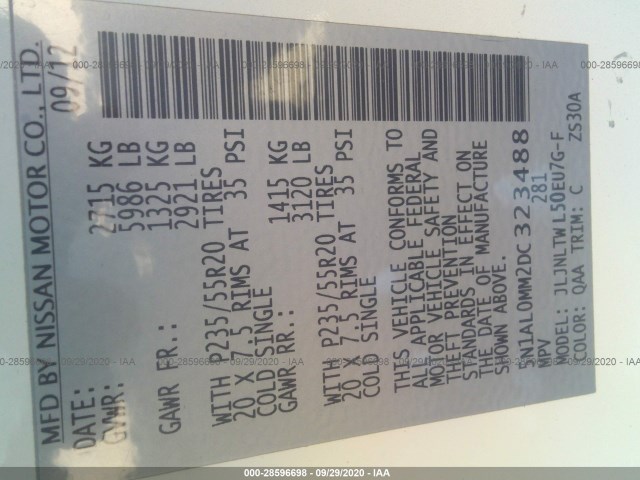 MFD BY NISSAN MOTOR CO., LTD.
DATE: 09/12
GVWR: 2715 KG
5986 LB
GAWR FR.: 1325 KG
2921 LB
WITH P235/55R20 TIRES
20 X 7.5 RIMS AT 35 PSI
COLD SINGLE
GAWR RR.: 1415 KG
3120 LB
WITH P235/55R20 TIRES
20 X 7.5 RIMS AT 35 PSI
COLD SINGLE
THIS VEHICLE CONFORMS TO
ALL APPLICABLE FEDERAL
MOTOR VEHICLE SAFETY AND
THEFT PREVENTION
STANDARDS IN EFFECT ON
THE DATE OF MANUFACTURE
SHOWN ABOVE.
5N1AL0MM2DC323488
MPV 281
MODEL: JLJNLTWL50EU7G-F
COLOR: QAA TRIM: C ZS30A
000-28596698 - 09/29/2020 - IAA